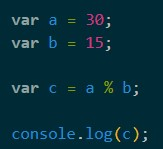 var a = 30;
var b = 15;
var c = a % b;
console.log(c);